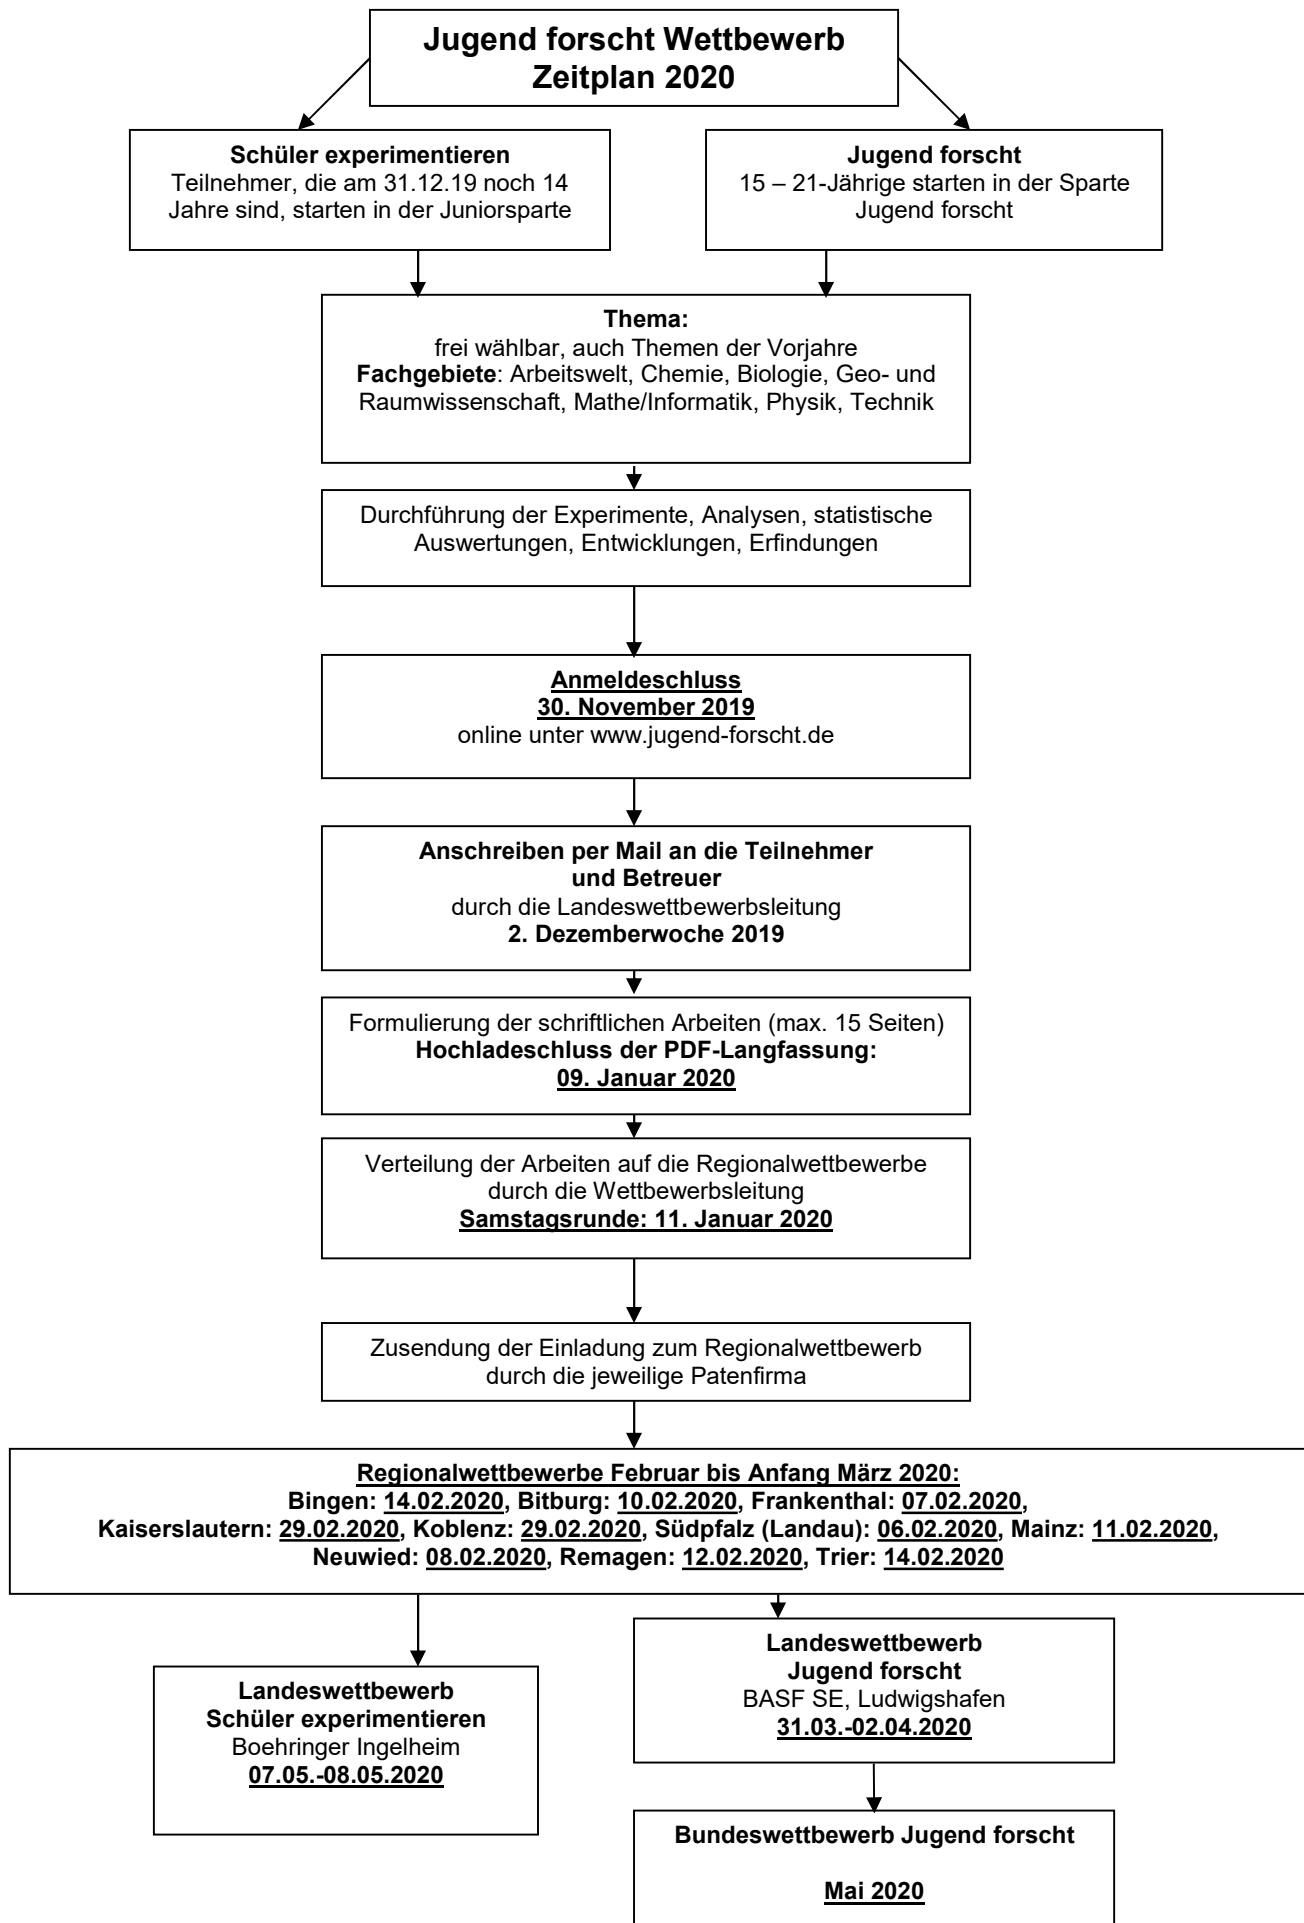 Jugend forscht Wettbewerb
Zeitplan 2020
Schüler experimentieren
Teilnehmer, die am 31.12.19 noch 14
Jahre sind, starten in der Juniorsparte
Jugend forscht
15 – 21-Jährige starten in der Sparte
Jugend forscht
Thema:
frei wählbar, auch Themen der Vorjahre
Fachgebiete: Arbeitswelt, Chemie, Biologie, Geo- und
Raumwissenschaft, Mathe/Informatik, Physik, Technik
Durchführung der Experimente, Analysen, statistische
Auswertungen, Entwicklungen, Erfindungen
Anmeldeschluss
30. November 2019
online unter www.jugend-forscht.de
Anschreiben per Mail an die Teilnehmer
und Betreuer
durch die Landeswettbewerbsleitung
2. Dezemberwoche 2019
Formulierung der schriftlichen Arbeiten (max. 15 Seiten)
Hochladeschluss der PDF-Langfassung:
09. Januar 2020
Verteilung der Arbeiten auf die Regionalwettbewerbe
durch die Wettbewerbsleitung
Samstagsrunde: 11. Januar 2020
Zusendung der Einladung zum Regionalwettbewerb
durch die jeweilige Patenfirma
Regionalwettbewerbe Februar bis Anfang März 2020:
Bingen: 14.02.2020, Bitburg: 10.02.2020, Frankenthal: 07.02.2020,
Kaiserslautern: 29.02.2020, Koblenz: 29.02.2020, Südpfalz (Landau): 06.02.2020, Mainz: 11.02.2020,
Neuwied: 08.02.2020, Remagen: 12.02.2020, Trier: 14.02.2020
Landeswettbewerb
Schüler experimentieren
Boehringer Ingelheim
07.05.-08.05.2020
Landeswettbewerb
Jugend forscht
BASF SE, Ludwigshafen
31.03.-02.04.2020
Bundeswettbewerb Jugend forscht
Mai 2020